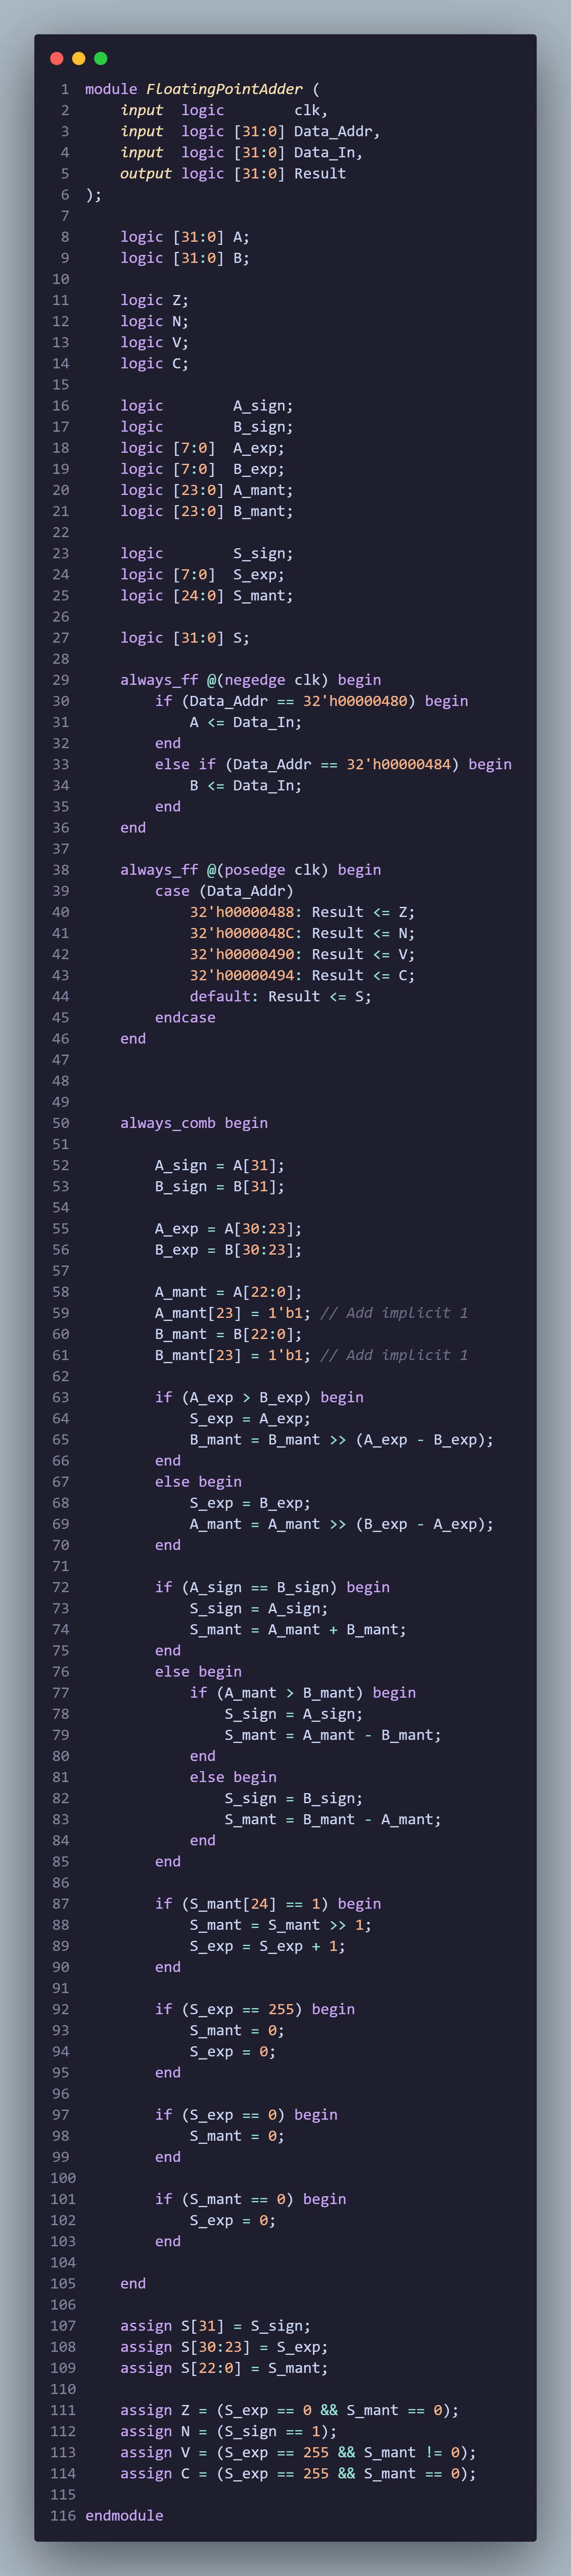 1 module FloatingPointAdder (
2     input  logic        clk,
3     input  logic [31:0] Data_Addr,
4     input  logic [31:0] Data_In,
5     output logic [31:0] Result
6 );
7
8     logic [31:0] A;
9     logic [31:0] B;
10
11     logic Z;
12     logic N;
13     logic V;
14     logic C;
15
16     logic        A_sign;
17     logic        B_sign;
18     logic [7:0]  A_exp;
19     logic [7:0]  B_exp;
20     logic [23:0] A_mant;
21     logic [23:0] B_mant;
22
23     logic        S_sign;
24     logic [7:0]  S_exp;
25     logic [24:0] S_mant;
26
27     logic [31:0] S;
28
29     always_ff @(negedge clk) begin
30         if (Data_Addr == 32'h00000480) begin
31             A <= Data_In;
32         end
33         else if (Data_Addr == 32'h00000484) begin
34             B <= Data_In;
35         end
36     end
37
38     always_ff @(posedge clk) begin
39         case (Data_Addr)
40             32'h00000488: Result <= Z;
41             32'h0000048C: Result <= N;
42             32'h00000490: Result <= V;
43             32'h00000494: Result <= C;
44             default: Result <= S;
45         endcase
46     end
47
48
49
50     always_comb begin
51
52         A_sign = A[31];
53         B_sign = B[31];
54
55         A_exp = A[30:23];
56         B_exp = B[30:23];
57
58         A_mant = A[22:0];
59         A_mant[23] = 1'b1; // Add implicit 1
60         B_mant = B[22:0];
61         B_mant[23] = 1'b1; // Add implicit 1
62
63         if (A_exp > B_exp) begin
64             S_exp = A_exp;
65             B_mant = B_mant >> (A_exp - B_exp);
66         end
67         else begin
68             S_exp = B_exp;
69             A_mant = A_mant >> (B_exp - A_exp);
70         end
71
72         if (A_sign == B_sign) begin
73             S_sign = A_sign;
74             S_mant = A_mant + B_mant;
75         end
76         else begin
77             if (A_mant > B_mant) begin
78                 S_sign = A_sign;
79                 S_mant = A_mant - B_mant;
80             end
81             else begin
82                 S_sign = B_sign;
83                 S_mant = B_mant - A_mant;
84             end
85         end
86
87         if (S_mant[24] == 1) begin
88             S_mant = S_mant >> 1;
89             S_exp = S_exp + 1;
90         end
91
92         if (S_exp == 255) begin
93             S_mant = 0;
94             S_exp = 0;
95         end
96
97         if (S_exp == 0) begin
98             S_mant = 0;
99         end
100
101         if (S_mant == 0) begin
102             S_exp = 0;
103         end
104
105     end
106
107     assign S[31] = S_sign;
108     assign S[30:23] = S_exp;
109     assign S[22:0] = S_mant;
110
111     assign Z = (S_exp == 0 && S_mant == 0);
112     assign N = (S_sign == 1);
113     assign V = (S_exp == 255 && S_mant != 0);
114     assign C = (S_exp == 255 && S_mant == 0);
115
116 endmodule